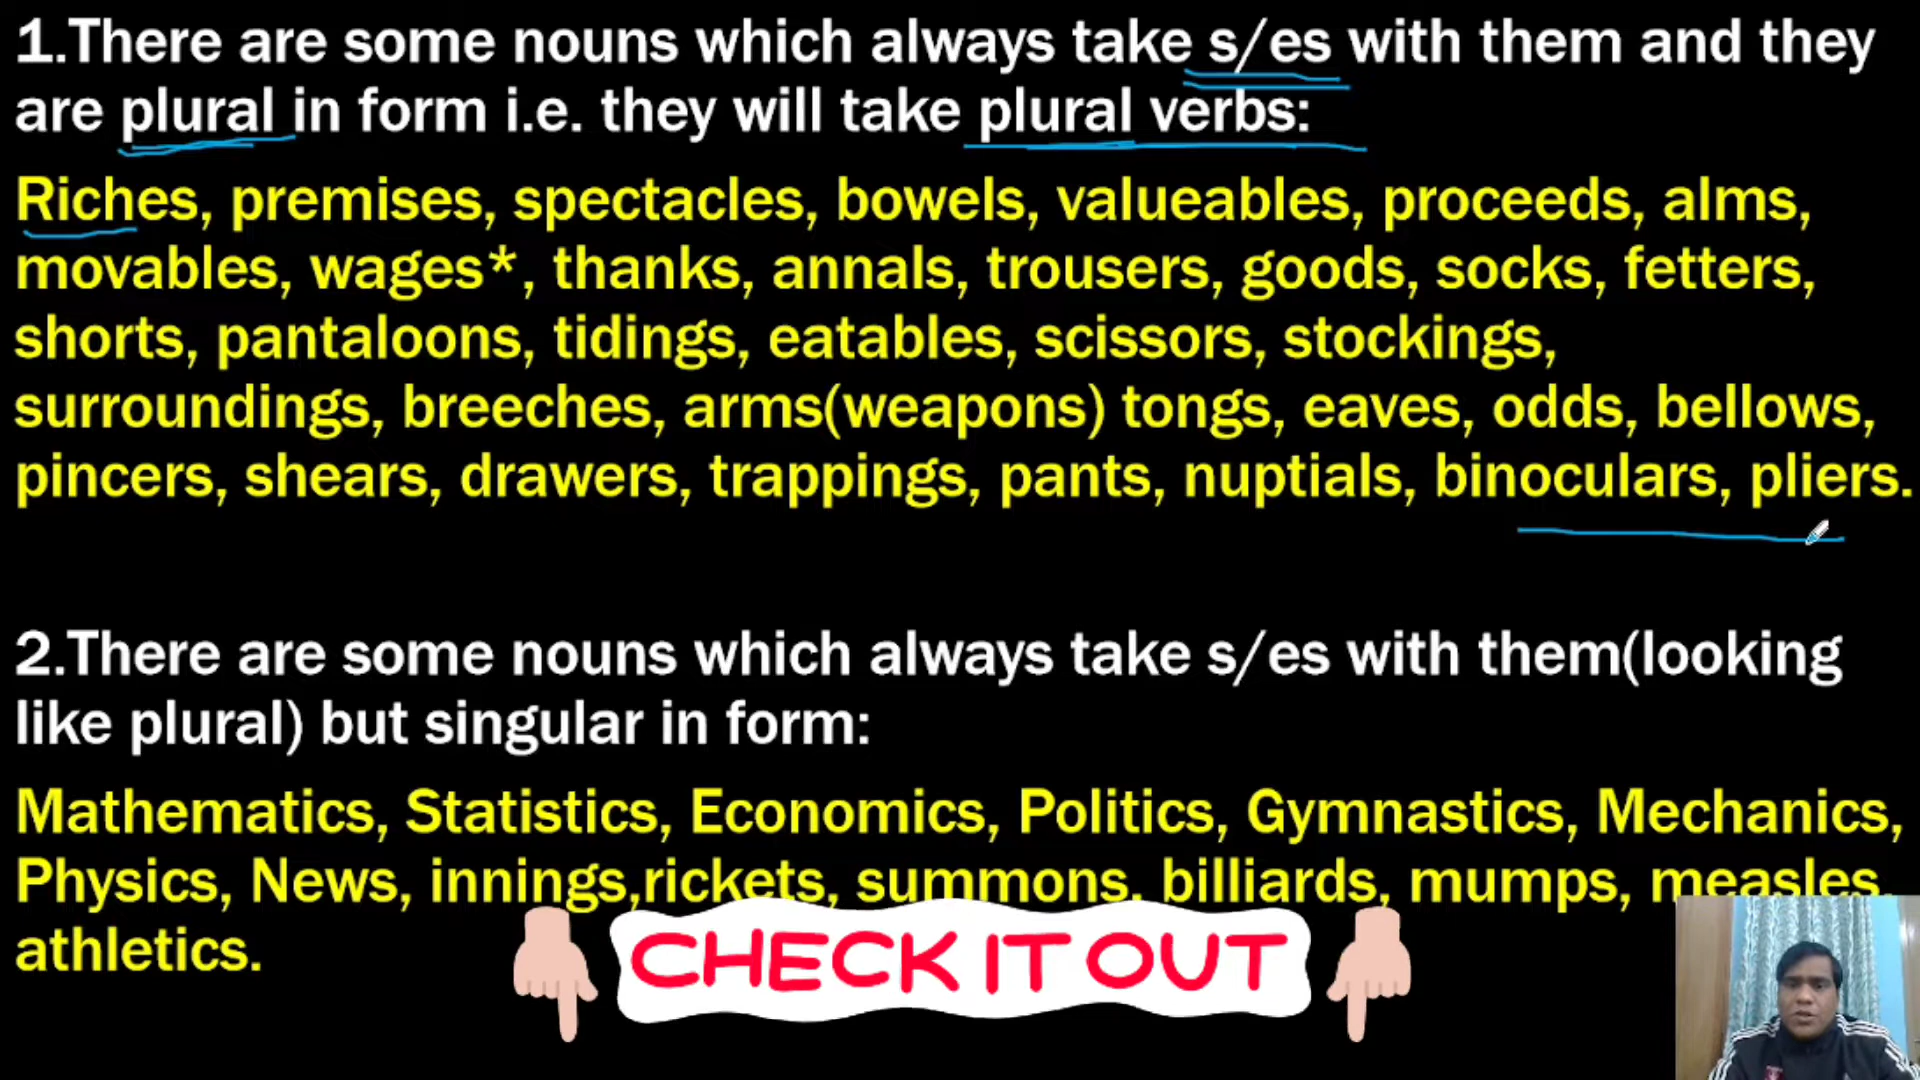 1.There are some nouns which always take s/es with them and they
are plural in form i.e. they will take plural verbs:
Riches, premises, spectacles, bowels, valueables, proceeds, alms,
movables, wages*, thanks, annals, trousers, goods, socks, fetters,
shorts, pantaloons, tidings, eatables, scissors, stockings,
surroundings, breeches, arms(weapons) tongs, eaves, odds, bellows,
pincers, shears, drawers, trappings, pants, nuptials, binoculars, pliers.
2.There are some nouns which always take s/es with them(looking
like plural) but singular in form:
Mathematics, Statistics, Economics, Politics, Gymnastics, Mechanics,
Physics, News, innings,rickets, summons, billiards, mumps, measles,
athletics.
CHECK IT OUT